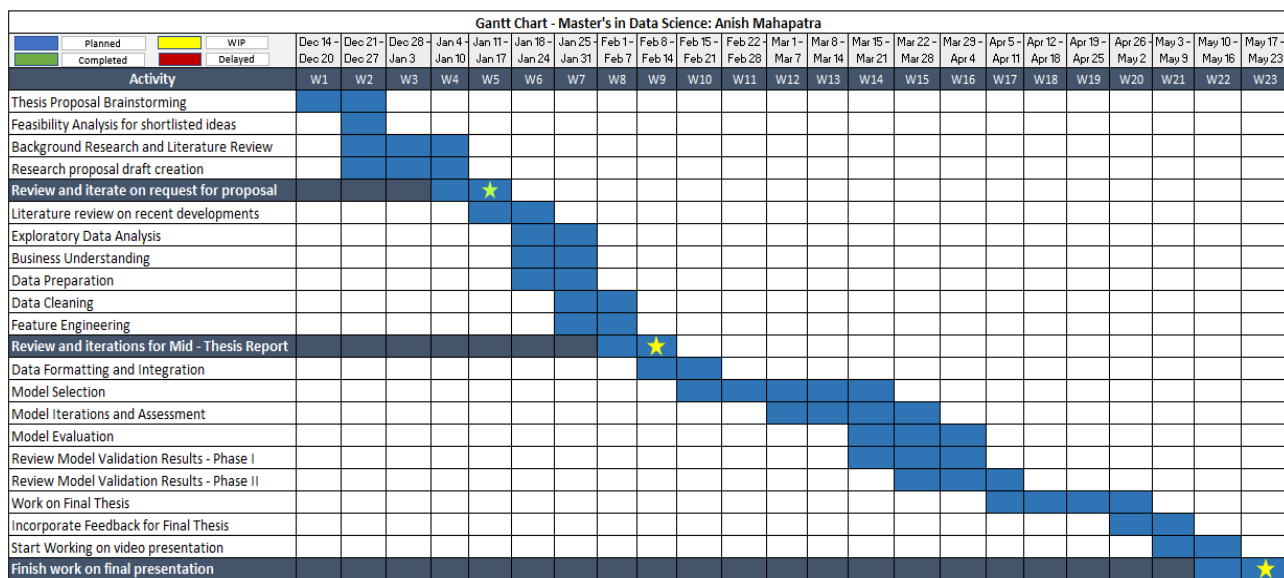 Gantt Chart - Master's in Data Science: Anish Mahapatra
Planned WIP Dec 14 - Dec 21 - Dec 28 - Jan 4 - Jan 11 - Jan 18 - Jan 25 - Feb 1 - Feb 8 - Feb 15 - Feb 22 - Mar 1 - Mar 8 - Mar 15 - Mar 22 - Mar 29 - Apr 5 - Apr 12 - Apr 19 - Apr 26 - May 3 - May 10 - May 17 -
Completed Delayed Dec 20 Dec 27 Jan 3 Jan 10 Jan 17 Jan 24 Jan 31 Feb 7 Feb 14 Feb 21 Feb 28 Mar 7 Mar 14 Mar 21 Mar 28 Apr 4 Apr 11 Apr 18 Apr 25 May 2 May 9 May 16 May 23
Activity W1 W2 W3 W4 W5 W6 W7 W8 W9 W10 W11 W12 W13 W14 W15 W16 W17 W18 W19 W20 W21 W22 W23
Thesis Proposal Brainstorming
Feasibility Analysis for shortlisted ideas
Background Research and Literature Review
Research proposal draft creation
Review and iterate on request for proposal
Literature review on recent developments
Exploratory Data Analysis
Business Understanding
Data Preparation
Data Cleaning
Feature Engineering
Review and iterations for Mid - Thesis Report
Data Formatting and Integration
Model Selection
Model Iterations and Assessment
Model Evaluation
Review Model Validation Results - Phase I
Review Model Validation Results - Phase II
Work on Final Thesis
Incorporate Feedback for Final Thesis
Start Working on video presentation
Finish work on final presentation